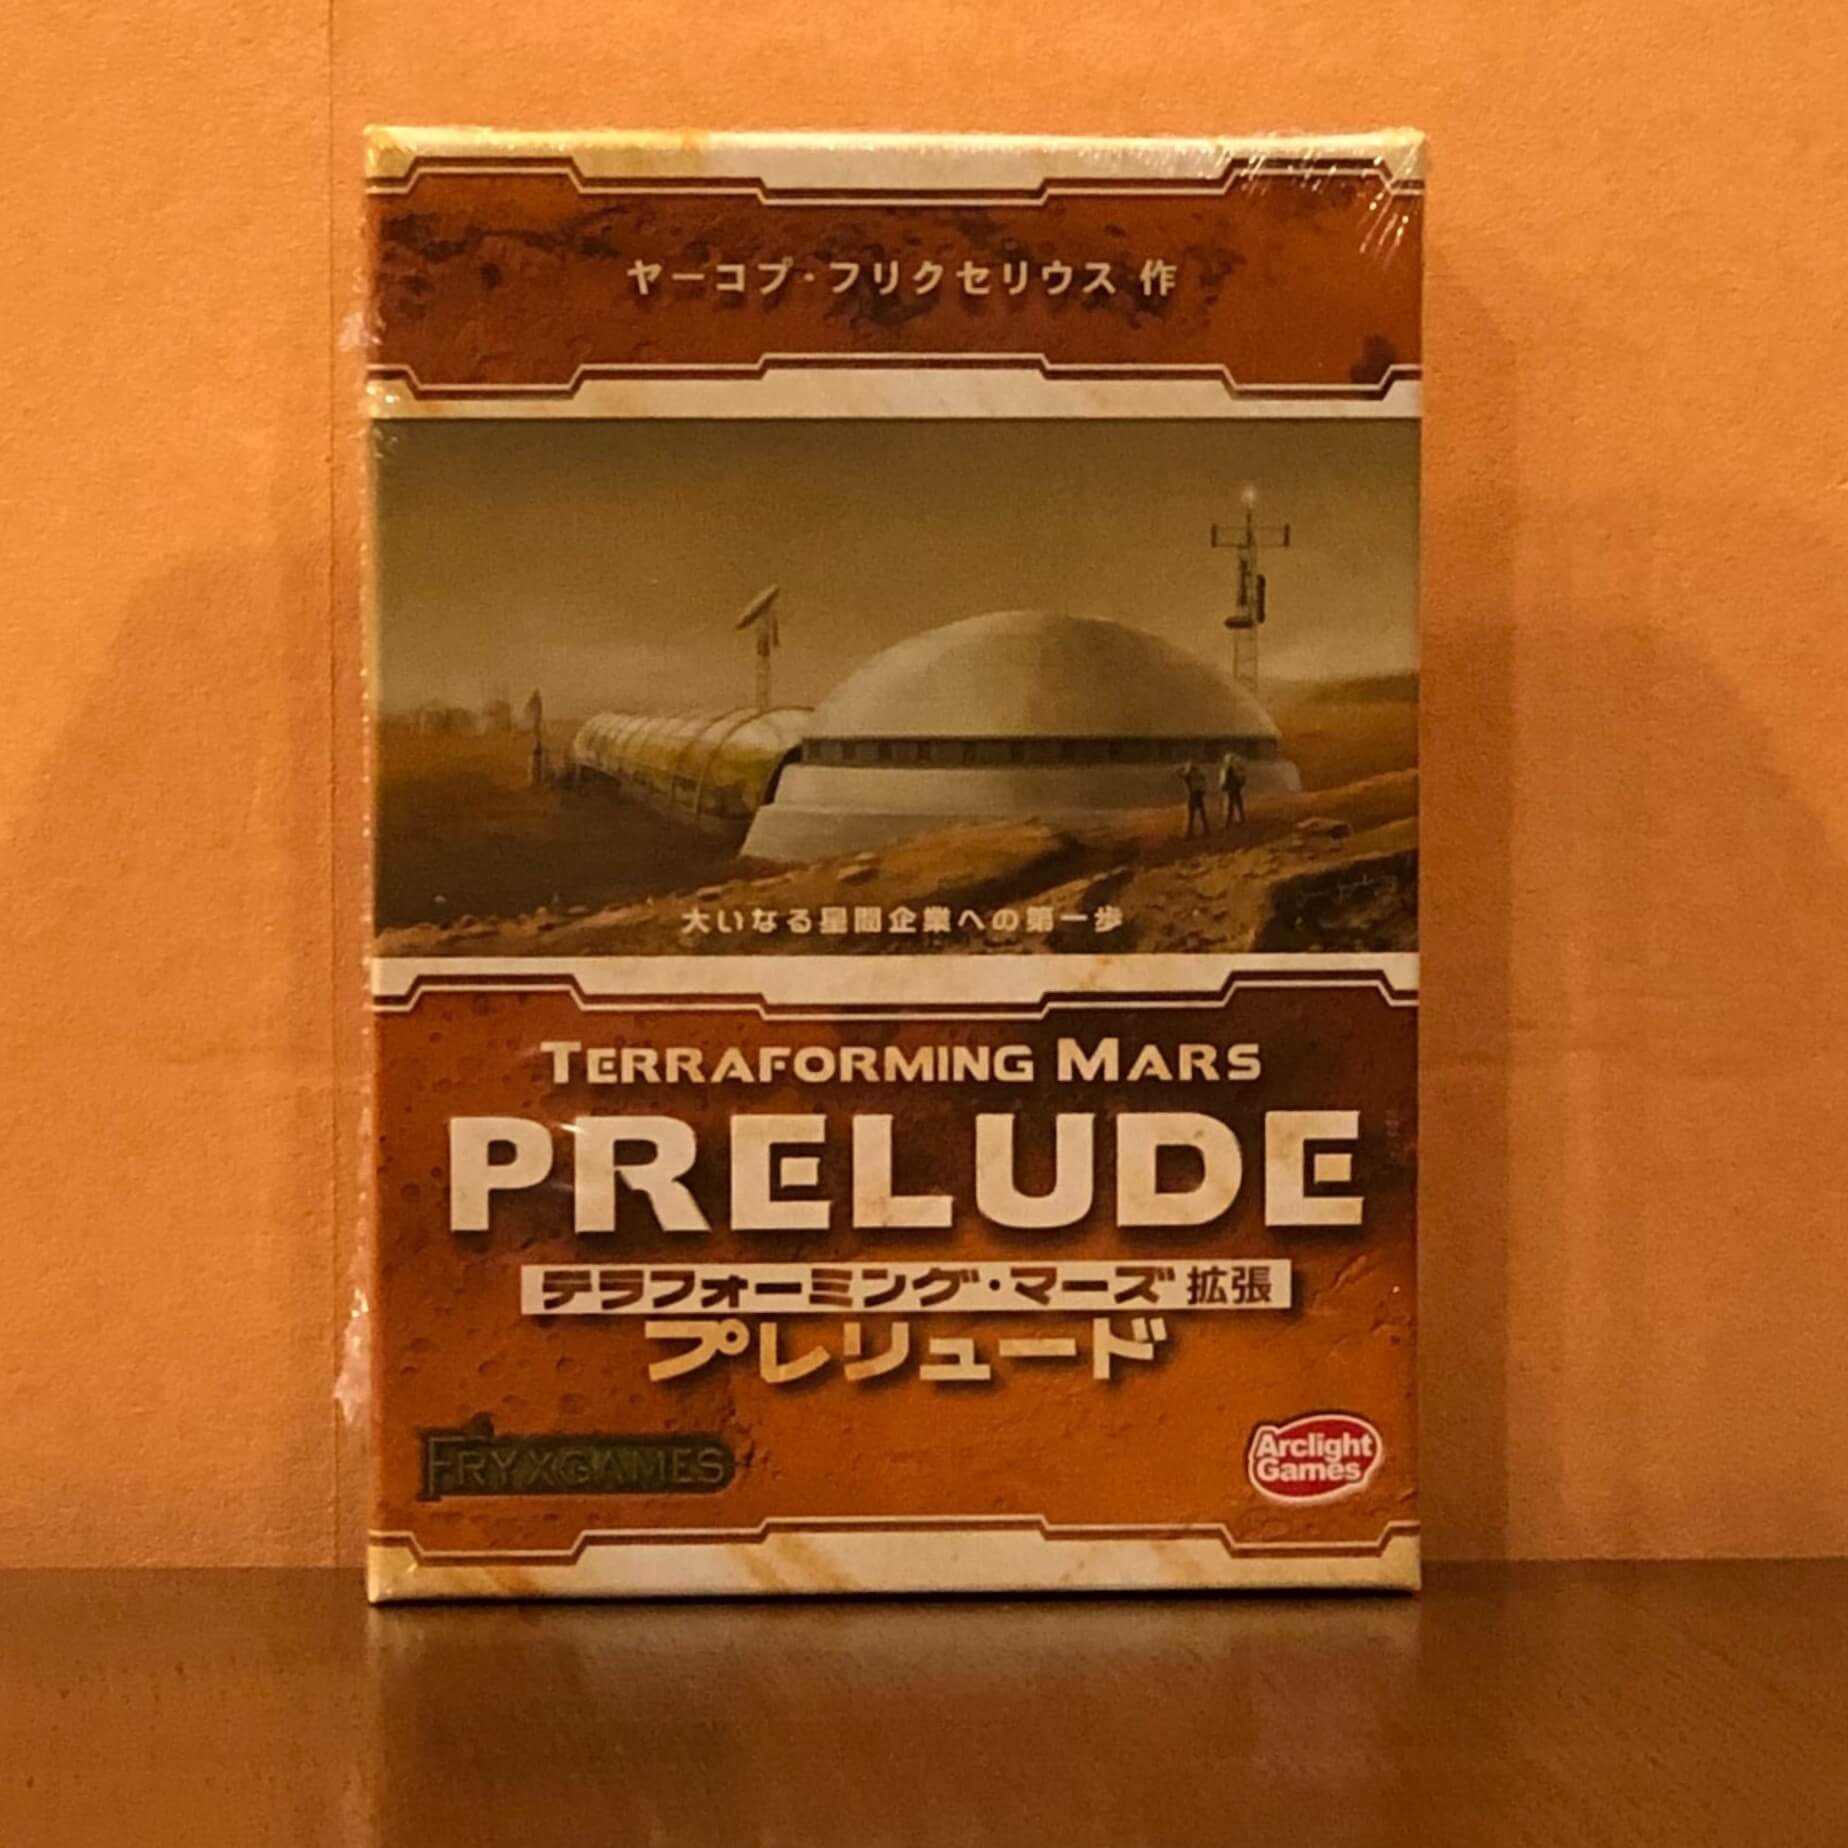 ヤーコプ・フリクセリウス 作
大いなる星間企業への第一歩
TERRAFORMING MARS
PRELUDE
テラフォーミング・マーズ 拡張
プレリュード
FRYXGAMES
Arclight
Games